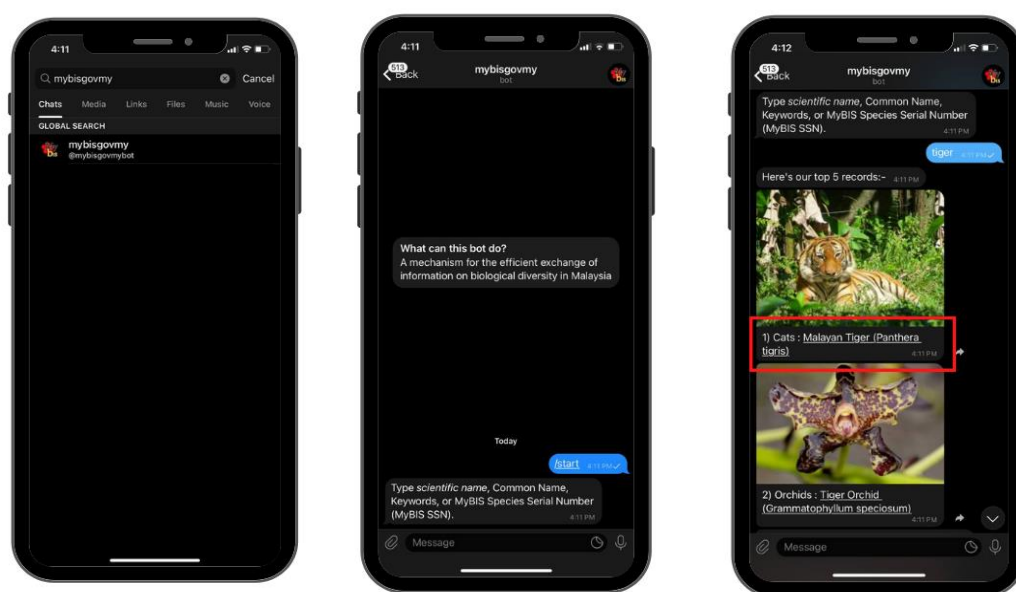 4:11
mybisgovmy
Cancel
Chats Media Links Files Music Voice
GLOBAL SEARCH
mybisgovmy
@mybisgovmybot
4:11
513
Back
mybisgovmy
bot
What can this bot do?
A mechanism for the efficient exchange of
information on biological diversity in Malaysia
Today
/start 4:11 PM
Type scientific name, Common Name,
Keywords, or MyBIS Species Serial Number
(MyBIS SSN). 4:11 PM
Message
4:12
513
Back
mybisgovmy
bot
Type scientific name, Common Name,
Keywords, or MyBIS Species Serial Number
(MyBIS SSN). 4:11 PM
tiger 4:11 PM
Here's our top 5 records:- 4:11 PM
1) Cats : Malayan Tiger (Panthera
tigris) 4:11 PM
2) Orchids : Tiger Orchid
(Grammatophyllum speciosum)
4:11 PM
Message